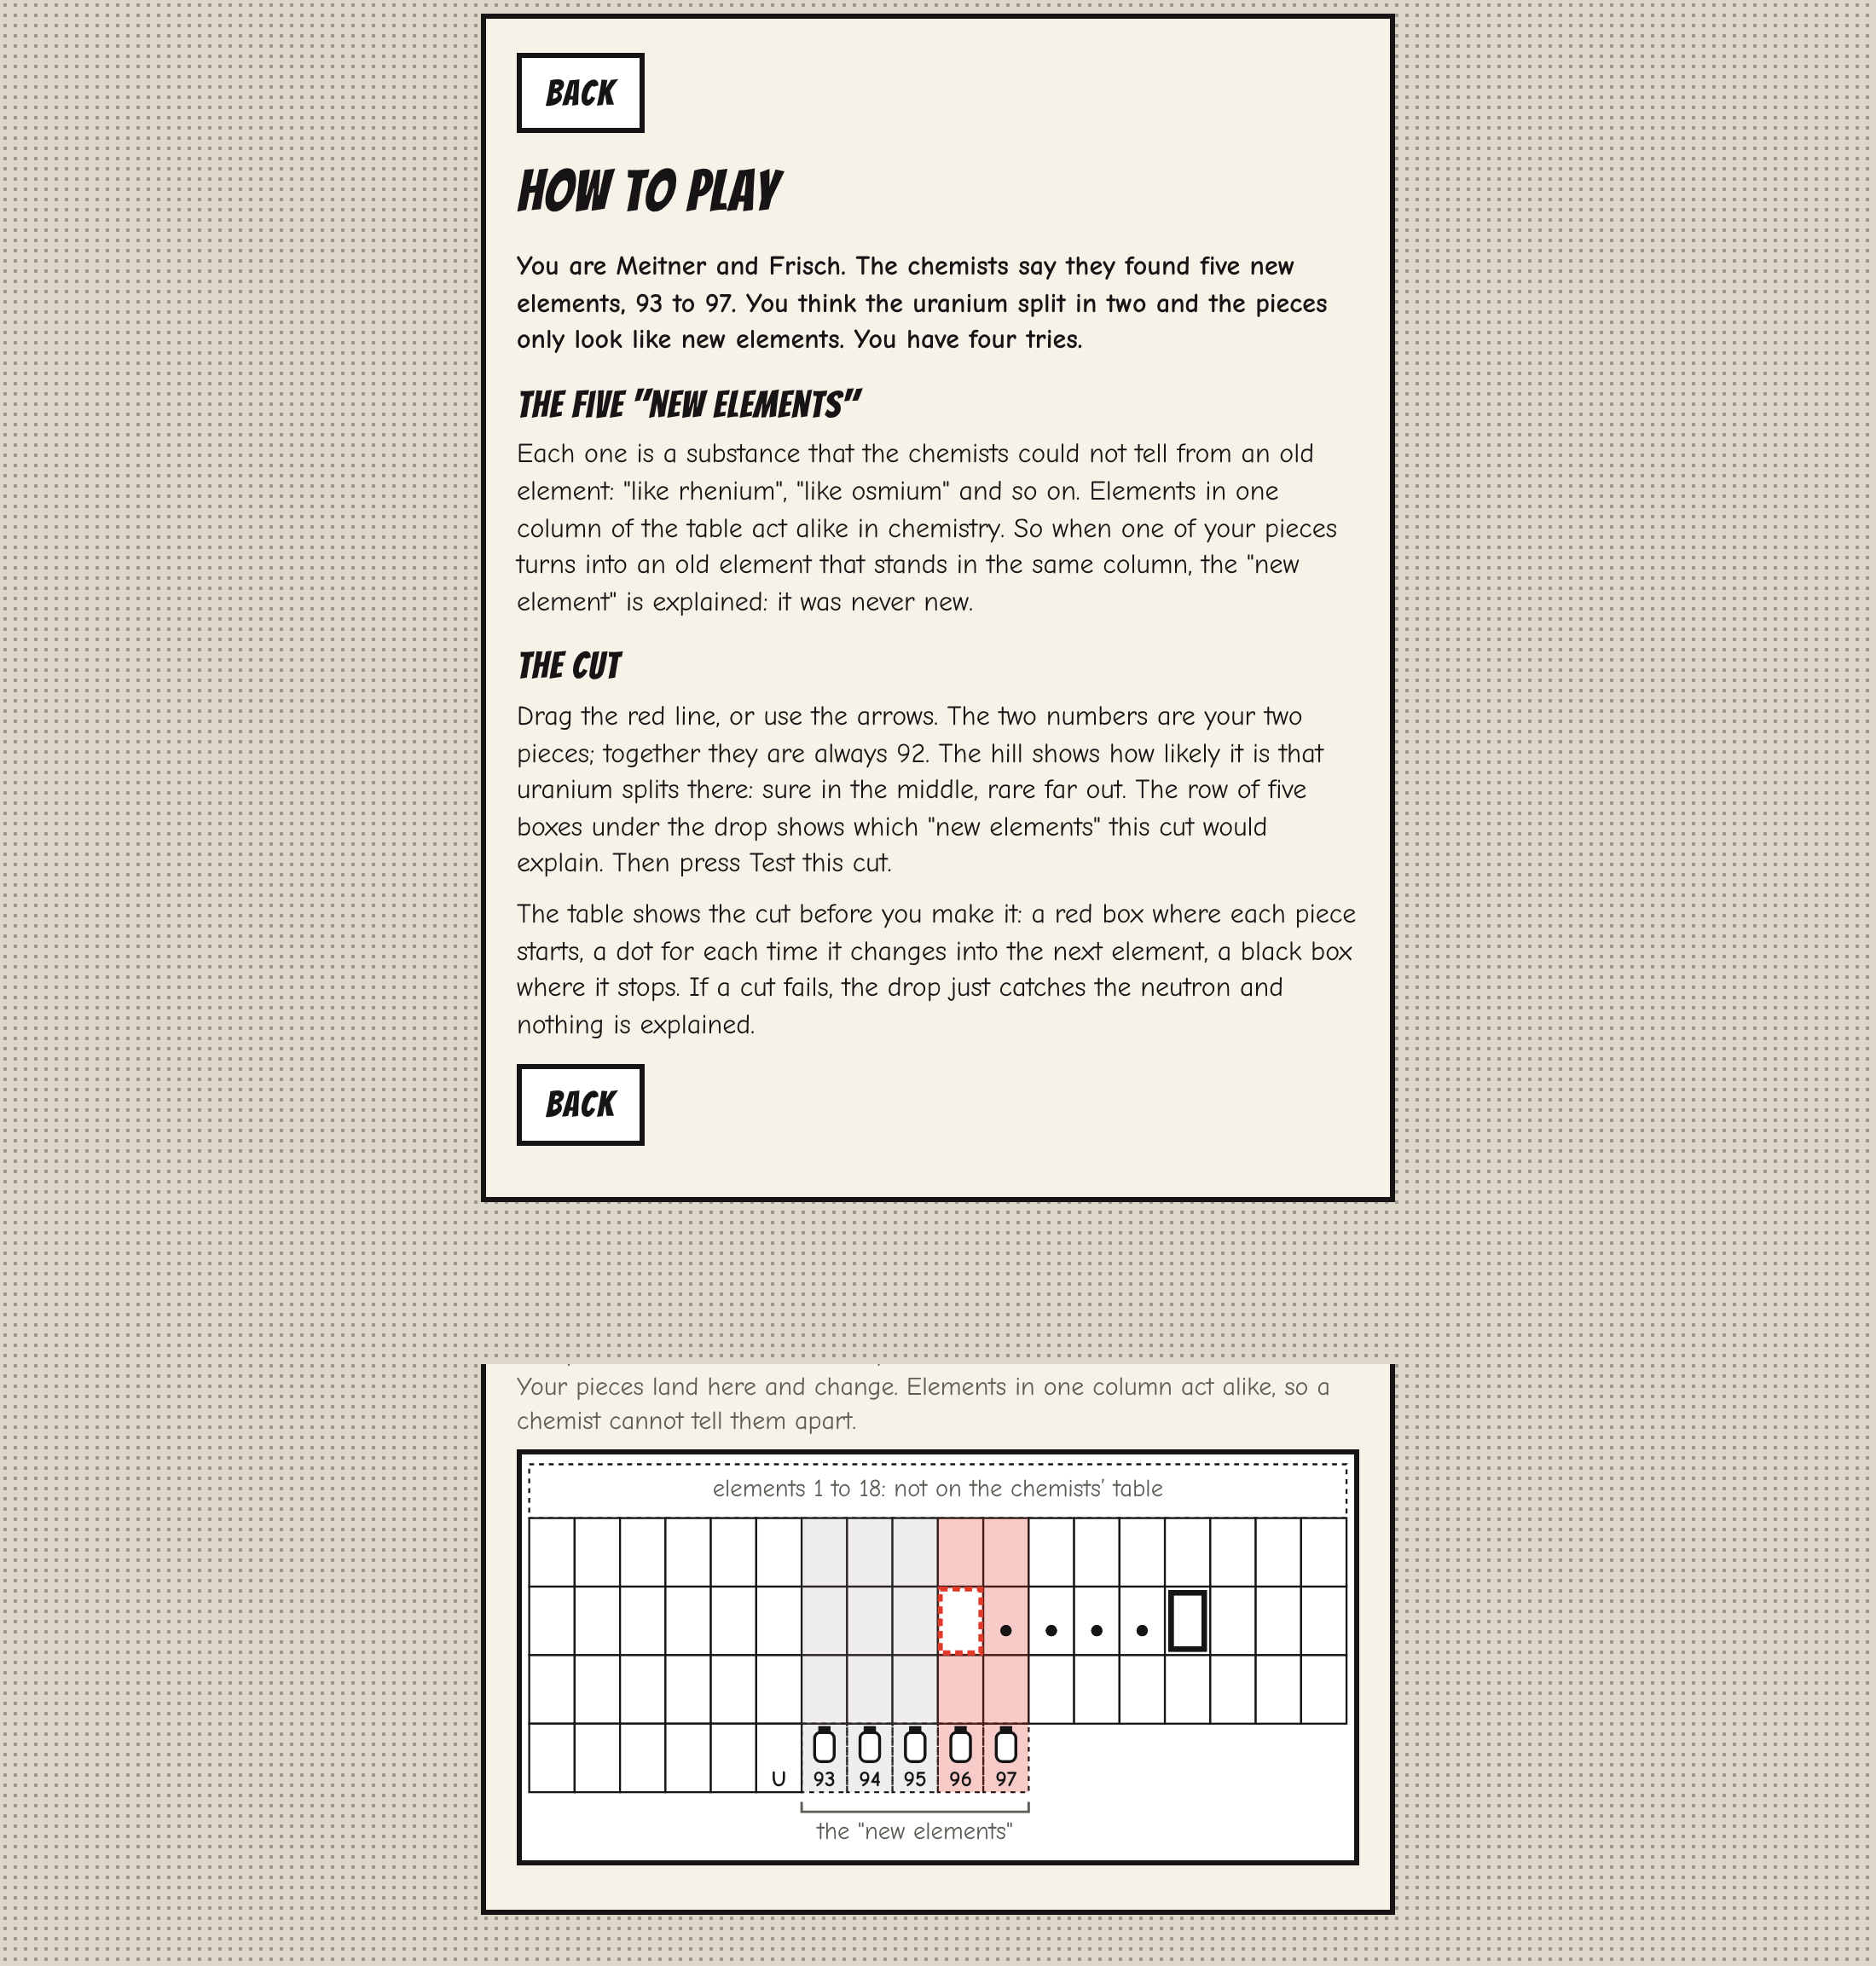 BACK
HOW TO PLAY
You are Meitner and Frisch. The chemists say they found five new
elements, 93 to 97. You think the uranium split in two and the pieces
only look like new elements. You have four tries.
THE FIVE "NEW ELEMENTS"
Each one is a substance that the chemists could not tell from an old
element: "like rhenium", "like osmium" and so on. Elements in one
column of the table act alike in chemistry. So when one of your pieces
turns into an old element that stands in the same column, the "new
element" is explained: it was never new.
THE CUT
Drag the red line, or use the arrows. The two numbers are your two
pieces; together they are always 92. The hill shows how likely it is that
uranium splits there: sure in the middle, rare far out. The row of five
boxes under the drop shows which "new elements" this cut would
explain. Then press Test this cut.
The table shows the cut before you make it: a red box where each piece
starts, a dot for each time it changes into the next element, a black box
where it stops. If a cut fails, the drop just catches the neutron and
nothing is explained.
BACK
Your pieces land here and change. Elements in one column act alike, so a
chemist cannot tell them apart.
elements 1 to 18: not on the chemists' table
U 93 94 95 96 97
the "new elements"